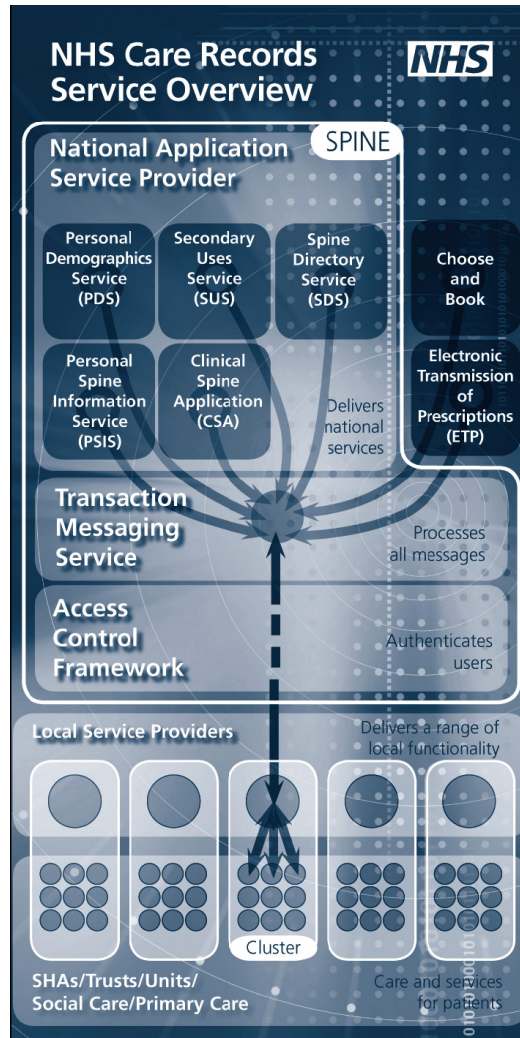 NHS Care Records
Service Overview
NHS
SPINE
National Application
Service Provider
Personal
Demographics
Service
(PDS)
Secondary
Uses
Service
(SUS)
Spine
Directory
Service
(SDS)
Choose
and
Book
Personal
Spine
Information
Service
(PSIS)
Clinical
Spine
Application
(CSA)
Delivers
national
services
Electronic
Transmission
of
Prescriptions
(ETP)
Transaction
Messaging
Service
Processes
all messages
Access
Control
Framework
Authenticates
users
Local Service Providers
Delivers a range of
local functionality
Cluster
SHAs/Trusts/Units/
Social Care/Primary Care
Care and services
for patients